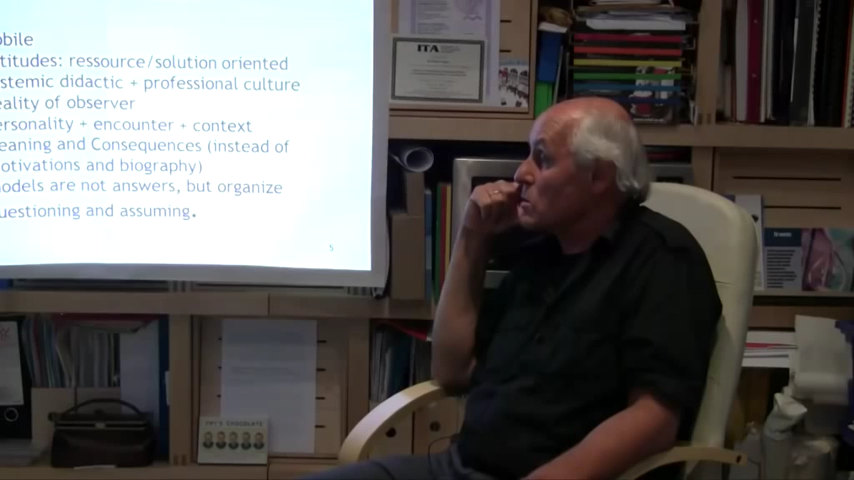 obile
titudes: ressource/solution oriented
stemic didactic + professional culture
eality of observer
ersonality + encounter + context
eaning and Consequences (instead of
otivations and biography)
nodels are not answers, but organize
uestioning and assuming.
5
ITA
FRY'S CHOCOLATE